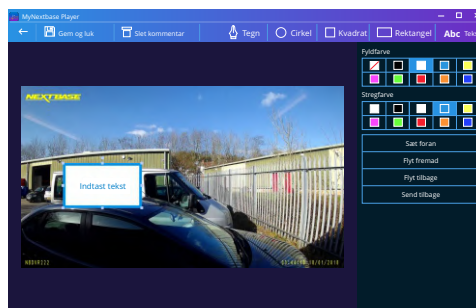 MyNextbase Player
Gem og luk
Slet kommentar
Tegn
Cirkel
Kvadrat
Rektangel
Abc
Fyldfarve
NEXTBASE
Stregfarve
Sæt foran
Flyt fremad
Flyt tilbage
Send tilbage
Indtast tekst